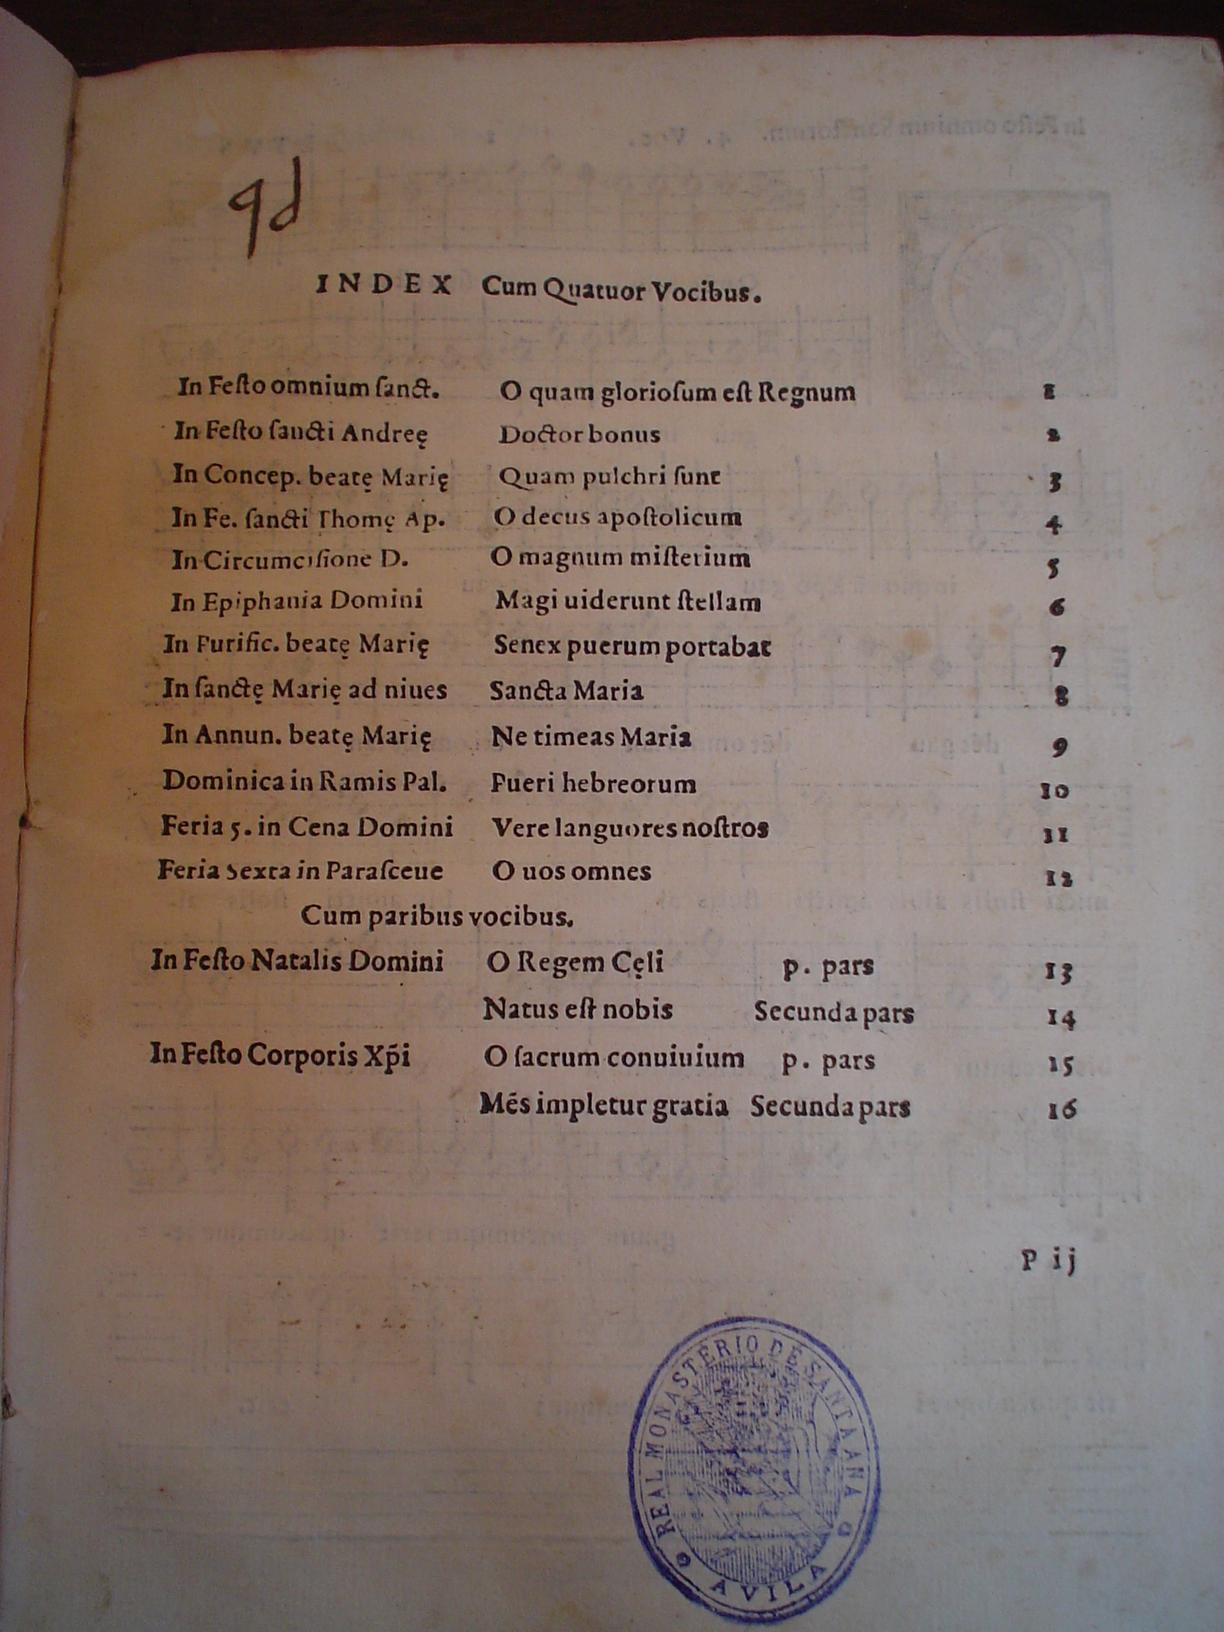 qd
INDEX Cum Quatuor Vocibus.
In Feſto omnium ſanct. O quam glorioſum eſt Regnum 1
In Feſto ſancti Andreę Doctor bonus 2
In Concep. beatę Marię Quam pulchri ſunt 3
In Fe. ſancti Thomę Ap. O decus apoſtolicum 4
In Circumciſione D. O magnum miſterium 5
In Epiphania Domini Magi uiderunt ſtellam 6
In Purific. beatę Marię Senex puerum portabat 7
In ſanctę Marię ad niues Sancta Maria 8
In Annun. beatę Marię Ne timeas Maria 9
Dominica in Ramis Pal. Pueri hebreorum 10
Feria 5. in Cena Domini Vere languores noſtros 11
Feria Sexta in Paraſceue O uos omnes 12
Cum paribus vocibus.
In Feſto Natalis Domini O Regem Cęli p. pars 13
Natus eſt nobis Secunda pars 14
In Feſto Corporis Xp̄i O ſacrum conuiuium p. pars 15
Mēs impletur gratia Secunda pars 16
P ij
REAL MONASTERIO DE SANTA ANA
AVILA